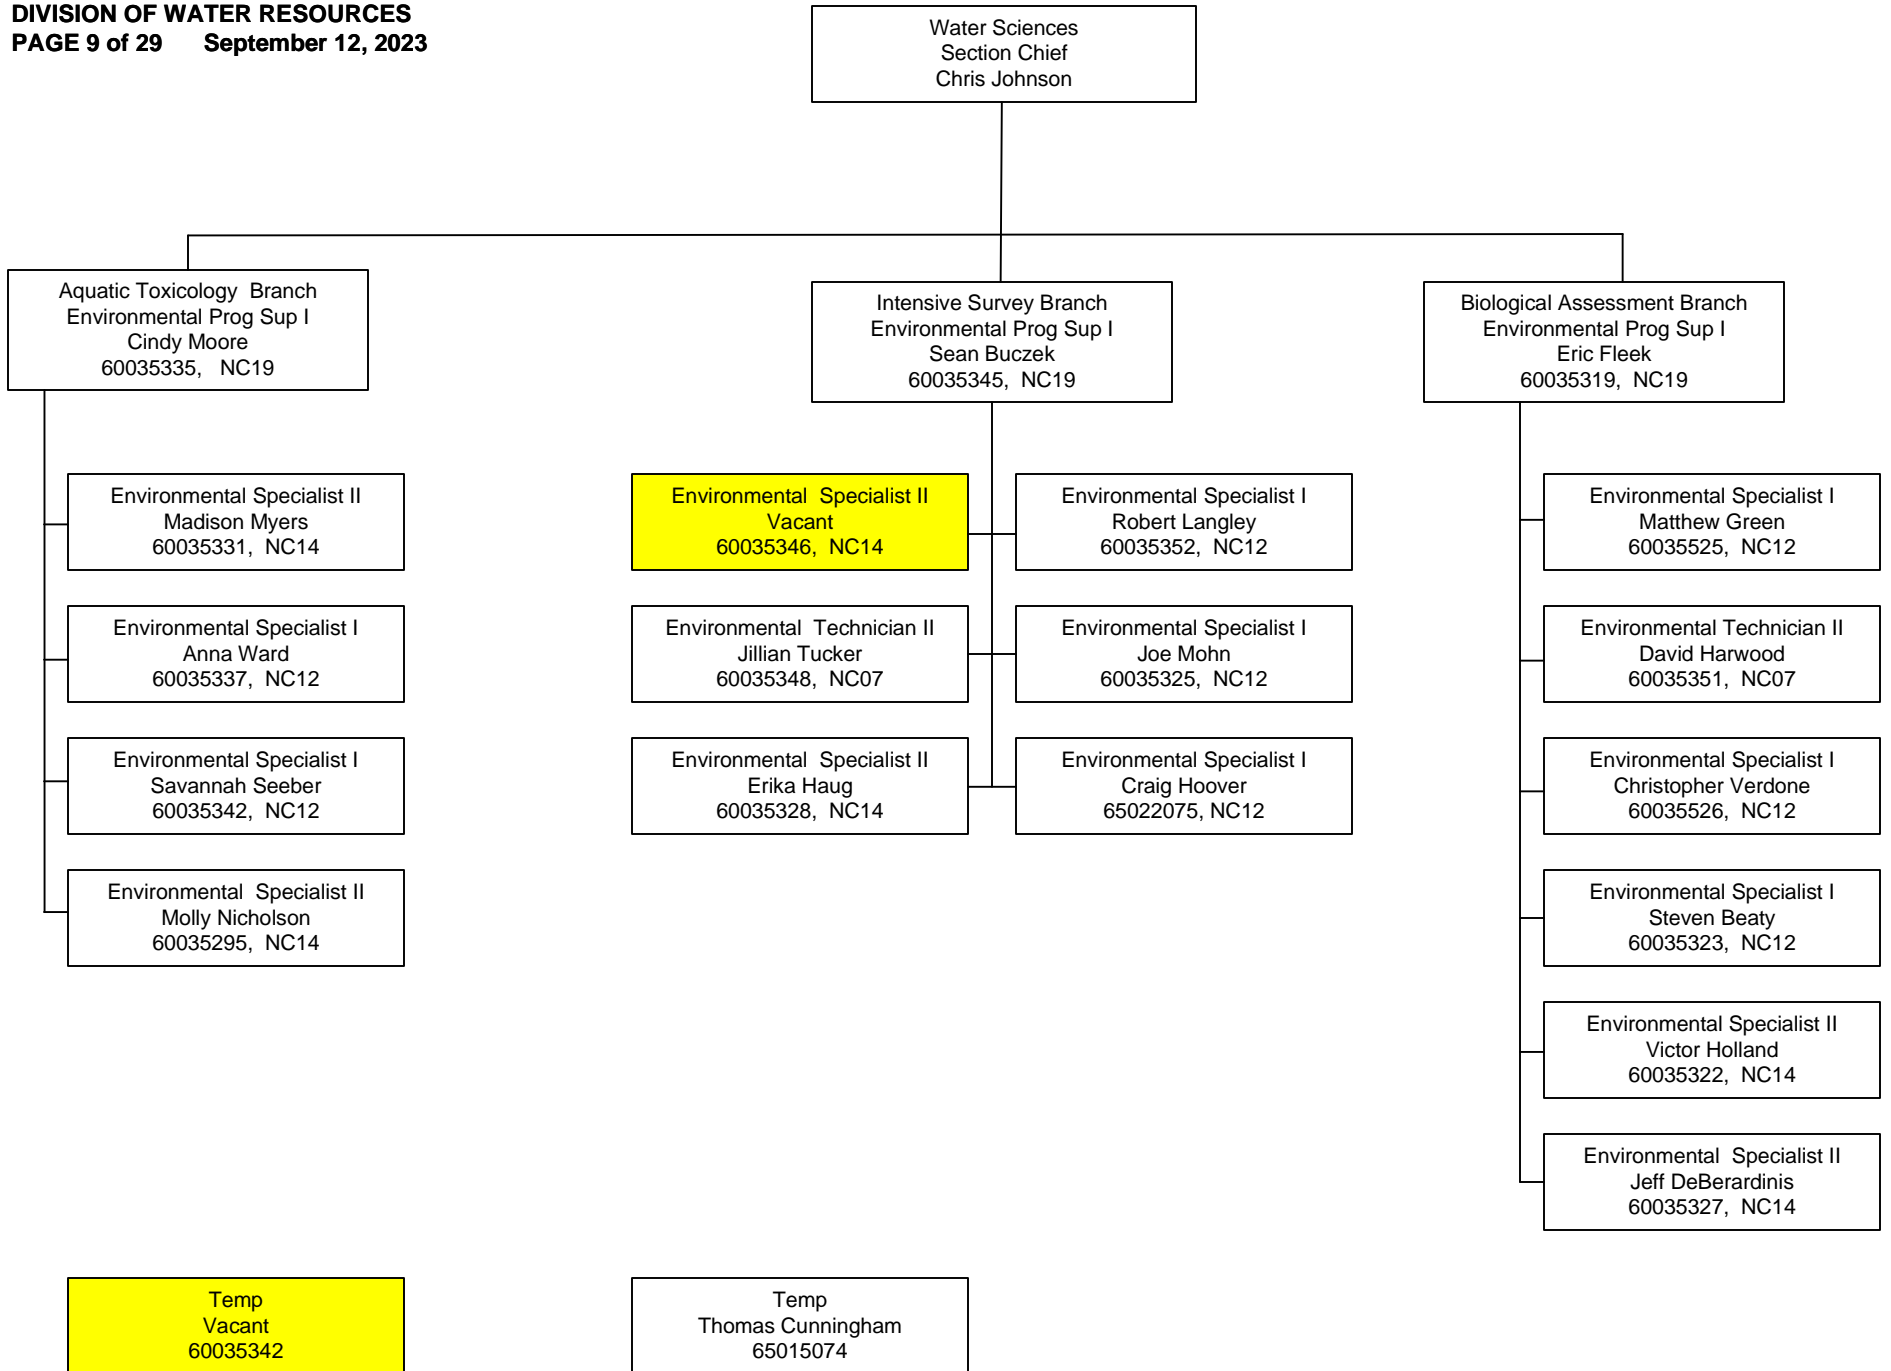 DIVISION OF WATER RESOURCES
PAGE 9 of 29 September 12, 2023
Water Sciences
Section Chief
Chris Johnson
Aquatic Toxicology Branch
Environmental Prog Sup I
Cindy Moore
60035335, NC19
Intensive Survey Branch
Environmental Prog Sup I
Sean Buczek
60035345, NC19
Biological Assessment Branch
Environmental Prog Sup I
Eric Fleek
60035319, NC19
Environmental Specialist II
Madison Myers
60035331, NC14
Environmental Specialist I
Anna Ward
60035337, NC12
Environmental Specialist I
Savannah Seeber
60035342, NC12
Environmental Specialist II
Molly Nicholson
60035295, NC14
Environmental Specialist II
Vacant
60035346, NC14
Environmental Technician II
Jillian Tucker
60035348, NC07
Environmental Specialist II
Erika Haug
60035328, NC14
Environmental Specialist I
Robert Langley
60035352, NC12
Environmental Specialist I
Joe Mohn
60035325, NC12
Environmental Specialist I
Craig Hoover
65022075, NC12
Environmental Specialist I
Matthew Green
60035525, NC12
Environmental Technician II
David Harwood
60035351, NC07
Environmental Specialist I
Christopher Verdone
60035526, NC12
Environmental Specialist I
Steven Beaty
60035323, NC12
Environmental Specialist II
Victor Holland
60035322, NC14
Environmental Specialist II
Jeff DeBerardinis
60035327, NC14
Temp
Vacant
60035342
Temp
Thomas Cunningham
65015074